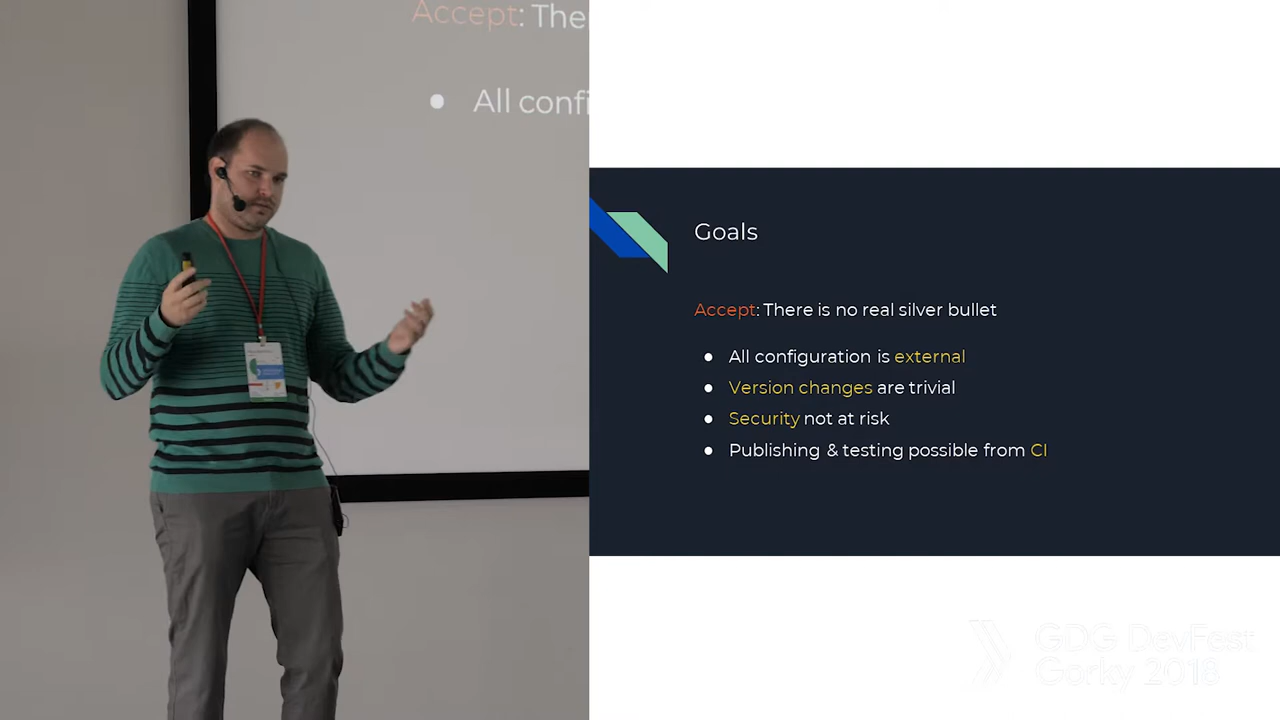 Accept: The
All confi
Goals
Accept: There is no real silver bullet
All configuration is external
Version changes are trivial
Security not at risk
Publishing & testing possible from CI
GDG DevFest
Gorky 2018